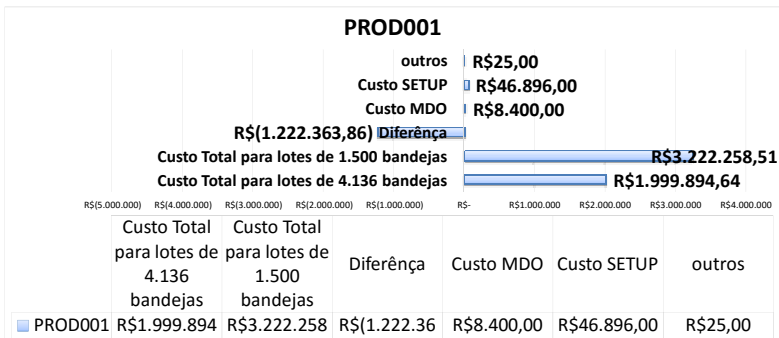 PROD001
outros R$25,00
Custo SETUP R$46.896,00
Custo MDO R$8.400,00
R$(1.222.363,86) Diferênça
Custo Total para lotes de 1.500 bandejas R$3.222.258,51
Custo Total para lotes de 4.136 bandejas R$1.999.894,64
R$(5.000.000) R$(4.000.000) R$(3.000.000) R$(2.000.000) R$(1.000.000) R$- R$1.000.000 R$2.000.000 R$3.000.000 R$4.000.000
Custo Total para lotes de 4.136 bandejas
Custo Total para lotes de 1.500 bandejas
Diferênça
Custo MDO
Custo SETUP
outros
PROD001 R$1.999.894 R$3.222.258 R$(1.222.36 R$8.400,00 R$46.896,00 R$25,00